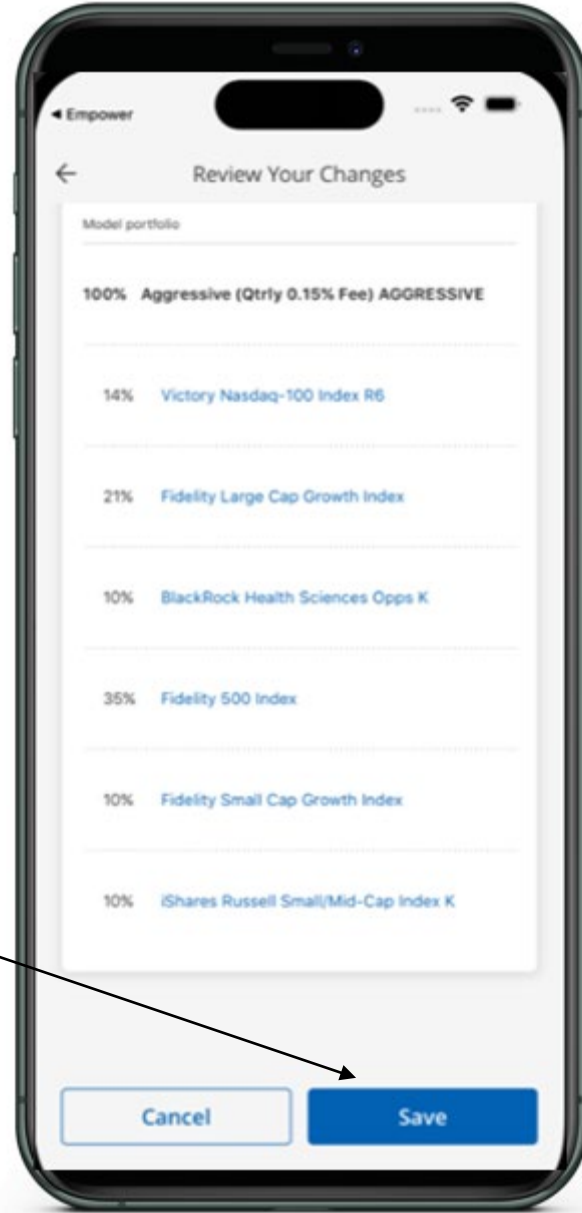 ◀ Empower
Review Your Changes
Model portfolio
100% Aggressive (Qtrly 0.15% Fee) AGGRESSIVE
14% Victory Nasdaq-100 Index R6
21% Fidelity Large Cap Growth Index
10% BlackRock Health Sciences Opps K
35% Fidelity 500 Index
10% Fidelity Small Cap Growth Index
10% iShares Russell Small/Mid-Cap Index K
Cancel
Save